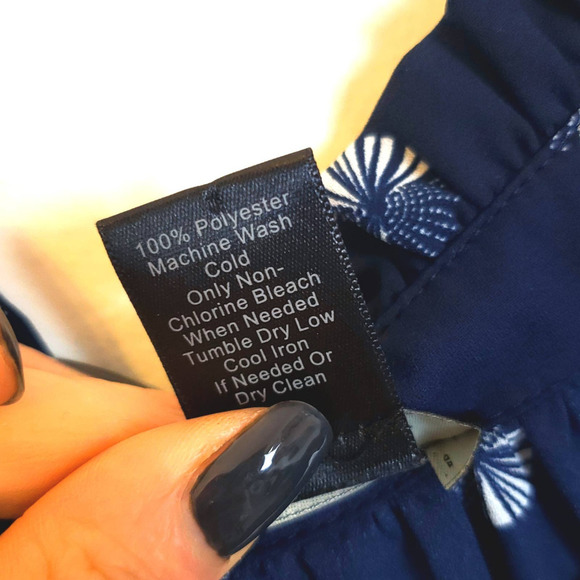 100% Polyester
Machine Wash
Cold
Only Non-
Chlorine Bleach
When Needed
Tumble Dry Low
Cool Iron
If Needed Or
Dry Clean